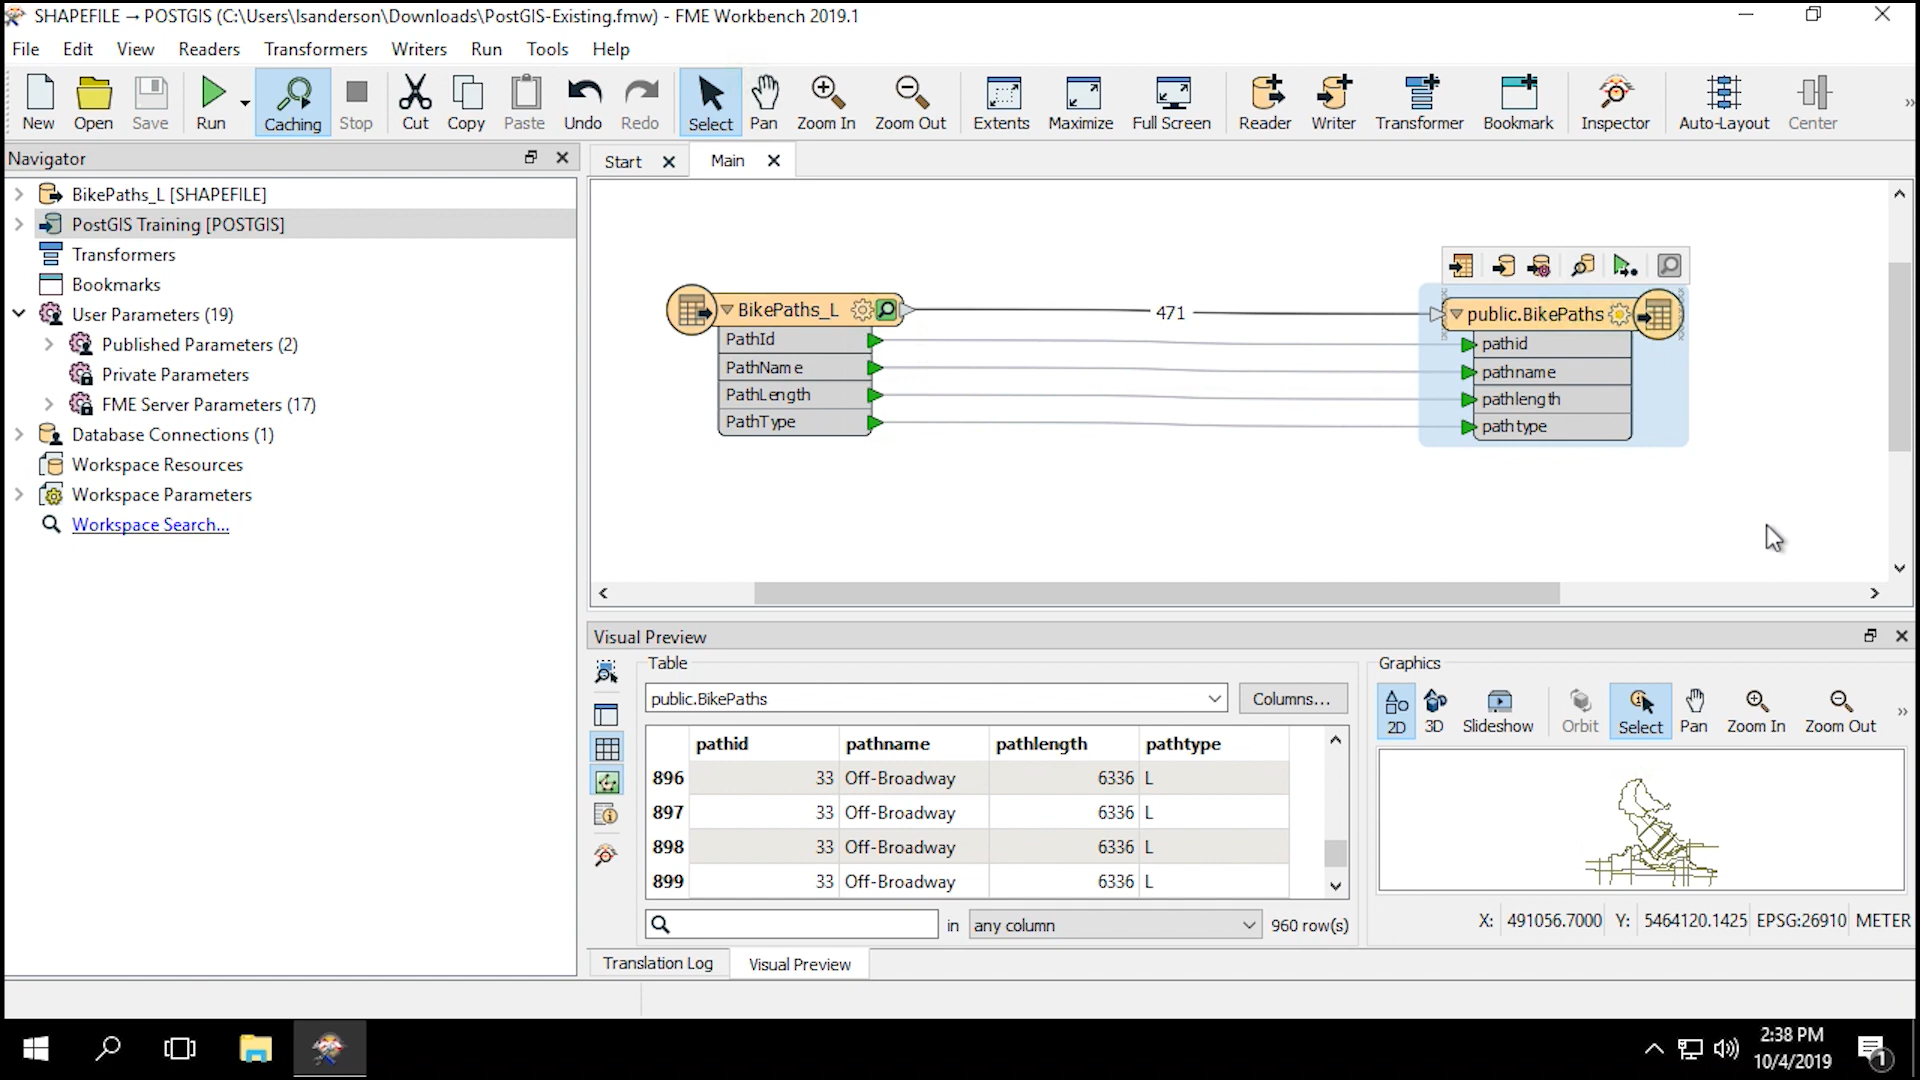 SHAPEFILE → POSTGIS (C:\Users\lsanderson\Downloads\PostGIS-Existing.fmw) - FME Workbench 2019.1
File Edit View Readers Transformers Writers Run Tools Help
New Open Save Run Caching Stop Cut Copy Paste Undo Redo Select Pan Zoom In Zoom Out Extents Maximize Full Screen Reader Writer Transformer Bookmark Inspector Auto-Layout Center »
Navigator
BikePaths_L [SHAPEFILE]
PostGIS Training [POSTGIS]
Transformers
Bookmarks
User Parameters (19)
Published Parameters (2)
Private Parameters
FME Server Parameters (17)
Database Connections (1)
Workspace Resources
Workspace Parameters
Workspace Search...
Start Main
BikePaths_L
PathId
PathName
PathLength
PathType
471
public.BikePaths
pathid
pathname
pathlength
pathtype
Visual Preview
Table
public.BikePaths Columns...
pathid pathname pathlength pathtype
896 33 Off-Broadway 6336 L
897 33 Off-Broadway 6336 L
898 33 Off-Broadway 6336 L
899 33 Off-Broadway 6336 L
in any column 960 row(s)
Graphics
2D 3D Slideshow Orbit Select Pan Zoom In Zoom Out »
X: 491056.7000 Y: 5464120.1425 EPSG:26910 METER
Translation Log Visual Preview
2:38 PM
10/4/2019
1